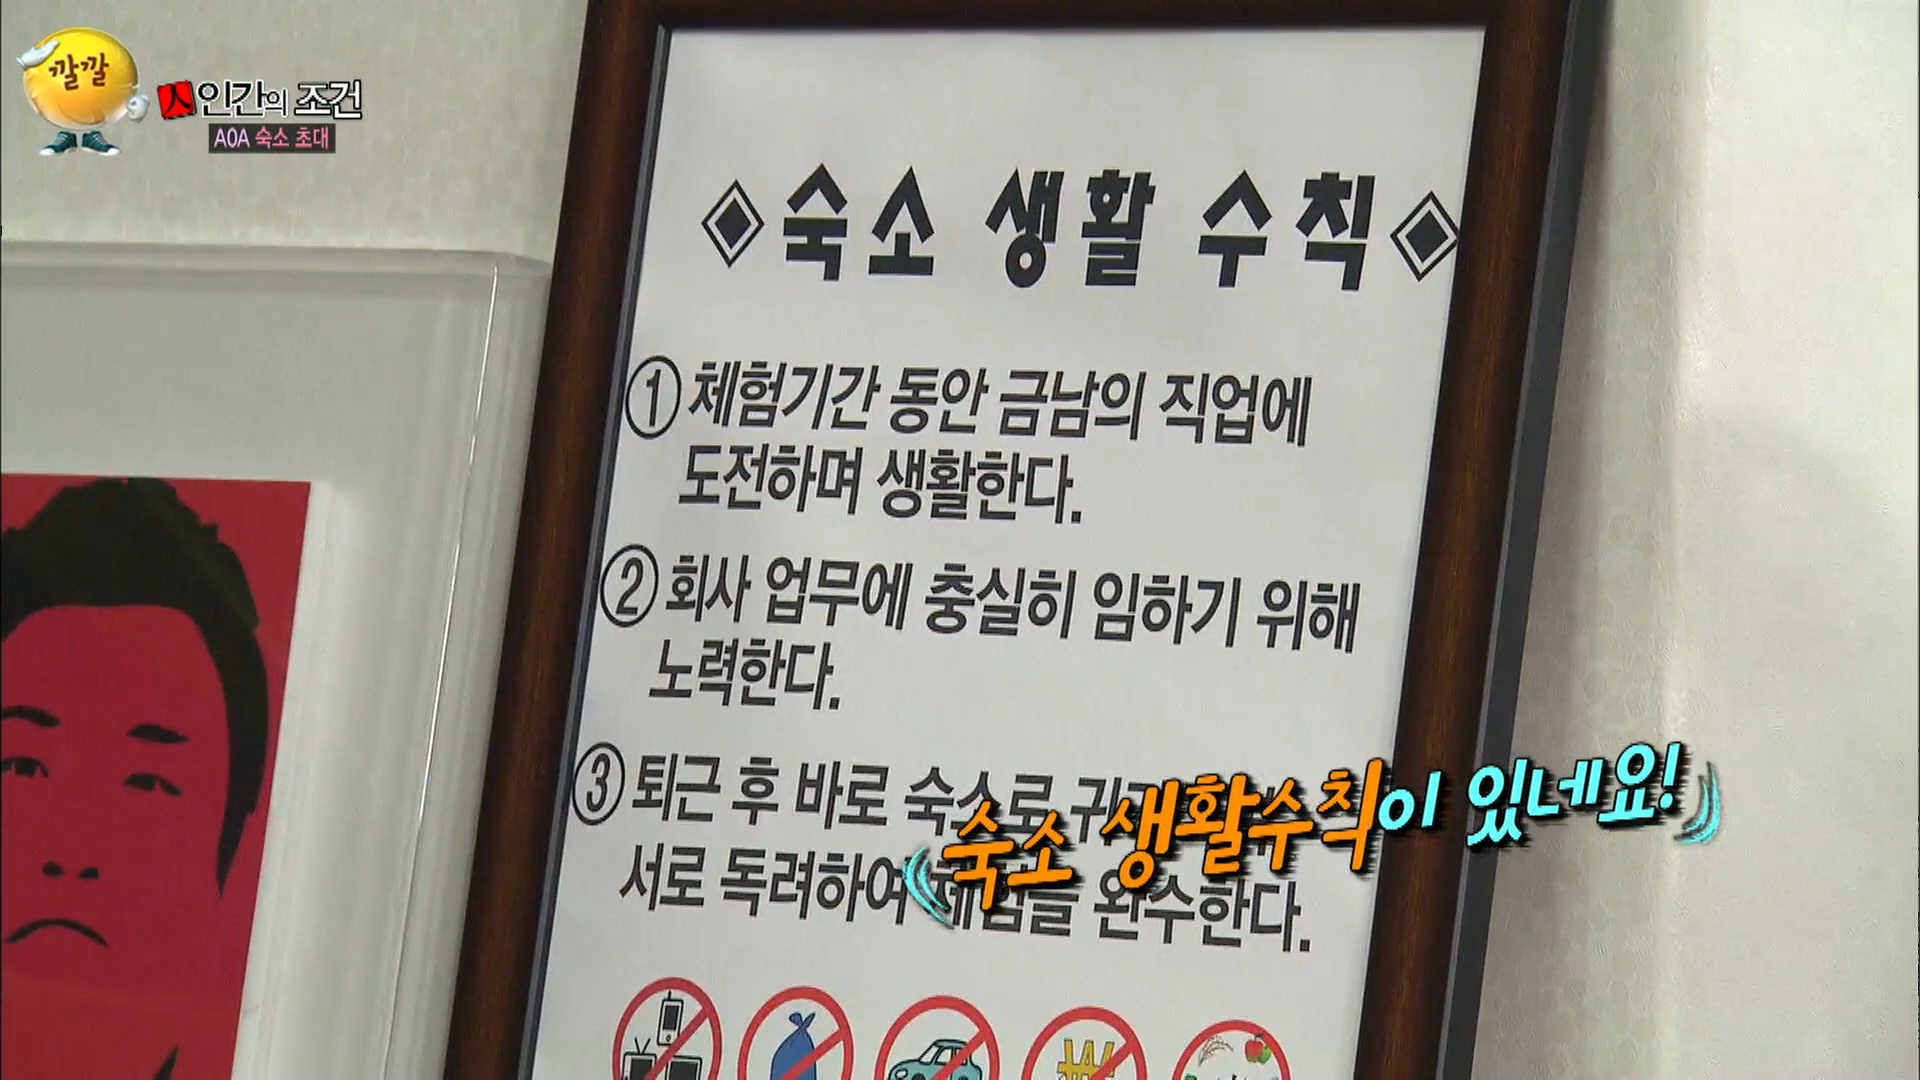 깔깔
人 인간의 조건
AOA 숙소 초대
◈숙소 생활 수칙◈
① 체험기간 동안 금남의 직업에
도전하며 생활한다.
② 회사 업무에 충실히 임하기 위해
노력한다.
③ 퇴근 후 바로 숙소로
서로 독려하여 체험을 완수한다.
숙소 생활수칙이 있네요!
₩